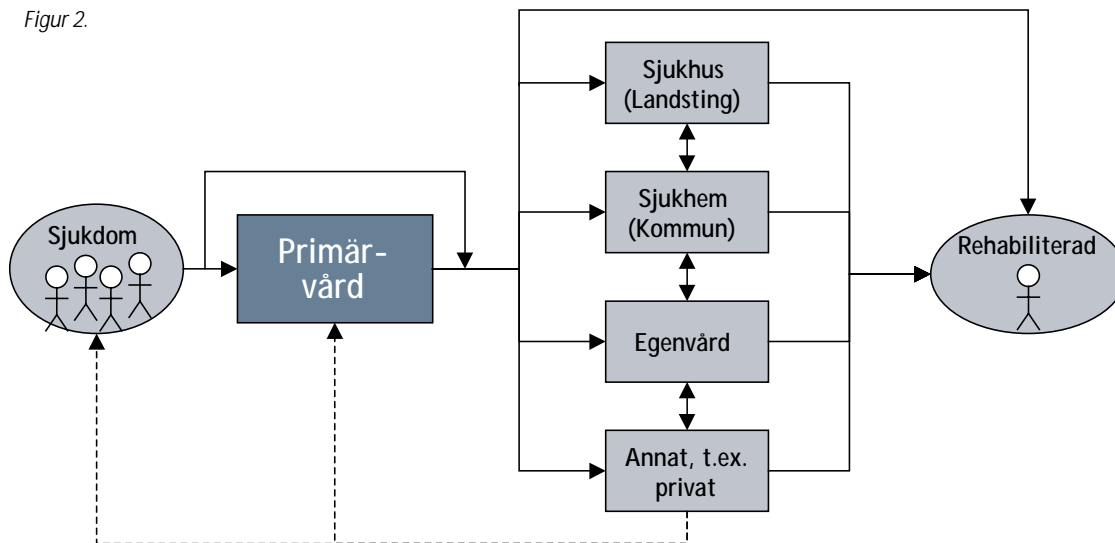 Figur 2.
Sjukdom
Primär-
vård
Sjukhus
(Landsting)
Sjukhem
(Kommun)
Egenvård
Annat, t.ex.
privat
Rehabiliterad